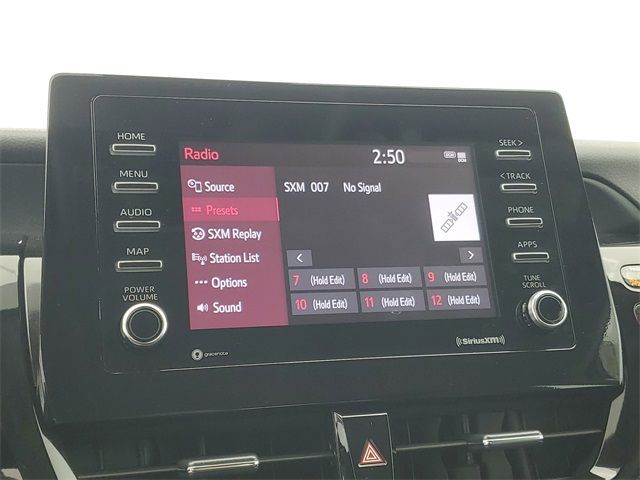 HOME
MENU
AUDIO
MAP
POWER
VOLUME
Radio
2:50
DCM
Source
Presets
SXM Replay
Station List
Options
Sound
SXM 007 No Signal
<
>
7 (Hold Edit) 8 (Hold Edit) 9 (Hold Edit)
10 (Hold Edit) 11 (Hold Edit) 12 (Hold Edit)
SEEK >
< TRACK
PHONE
APPS
TUNE
SCROLL
gracenote
SiriusXM